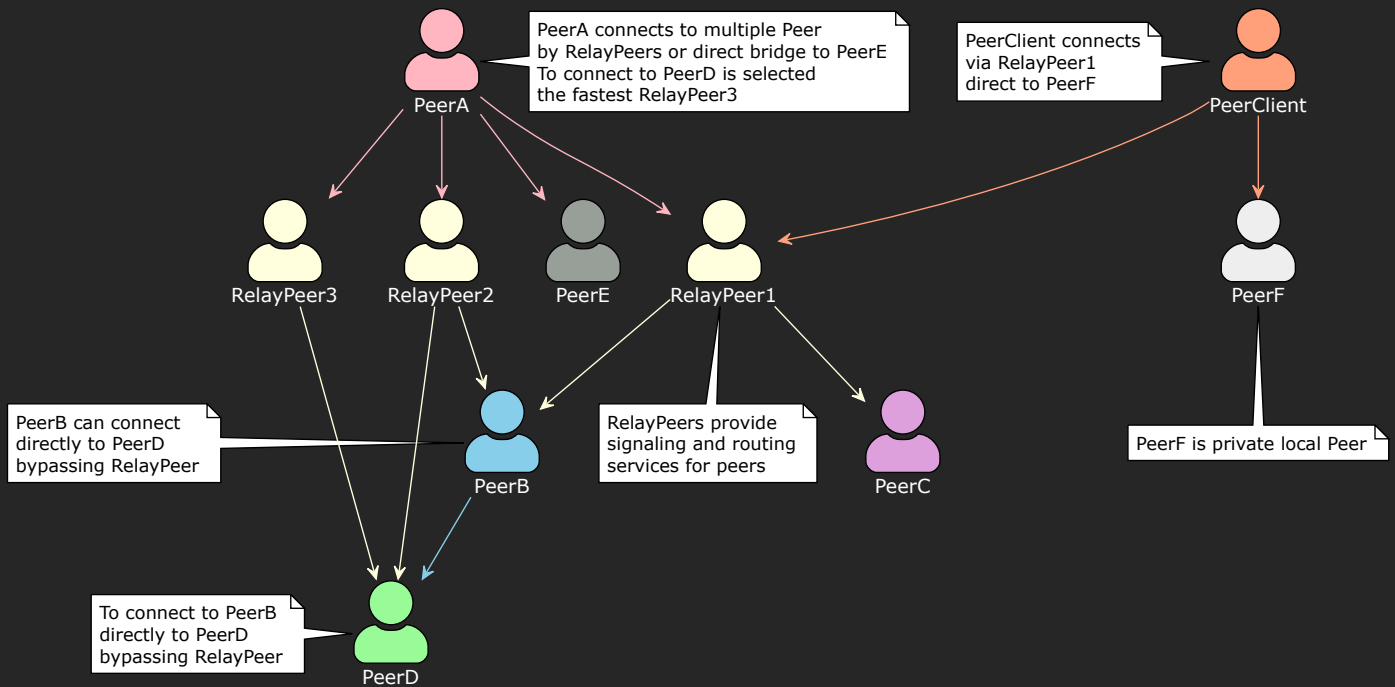 PeerA connects to multiple Peer
by RelayPeers or direct bridge to PeerE
To connect to PeerD is selected
the fastest RelayPeer3
PeerClient connects
via RelayPeer1
direct to PeerF
PeerA
PeerClient
RelayPeer3
RelayPeer2
PeerE
RelayPeer1
PeerF
PeerB can connect
directly to PeerD
bypassing RelayPeer
RelayPeers provide
signaling and routing
services for peers
PeerF is private local Peer
PeerB
PeerC
To connect to PeerB
directly to PeerD
bypassing RelayPeer
PeerD